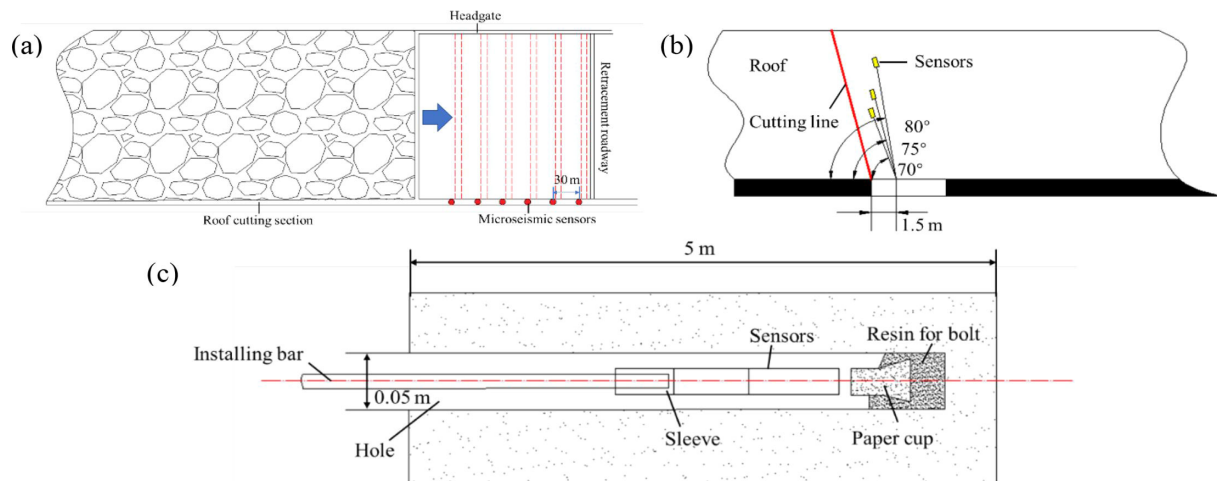 (a)
Headgate
Retracement roadway
30 m
Roof cutting section
Microseismic sensors
(b)
Roof
Sensors
Cutting line
80°
75°
70°
1.5 m
(c)
5 m
Installing bar
Sensors
Resin for bolt
0.05 m
Hole
Sleeve
Paper cup